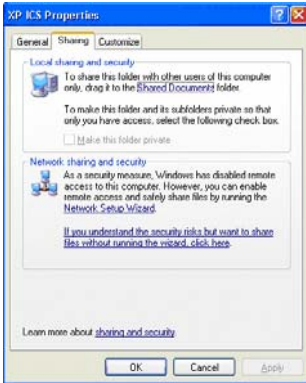 XP ICS Properties
General Sharing Customize
Local sharing and security
To share this folder with other users of this computer
only, drag it to the Shared Documents folder.
To make this folder and its subfolders private so that
only you have access, select the following check box.
Make this folder private
Network sharing and security
As a security measure, Windows has disabled remote
access to this computer. However, you can enable
remote access and safely share files by running the
Network Setup Wizard.
If you understand the security risks but want to share
files without running the wizard, click here.
Learn more about sharing and security.
OK Cancel Apply